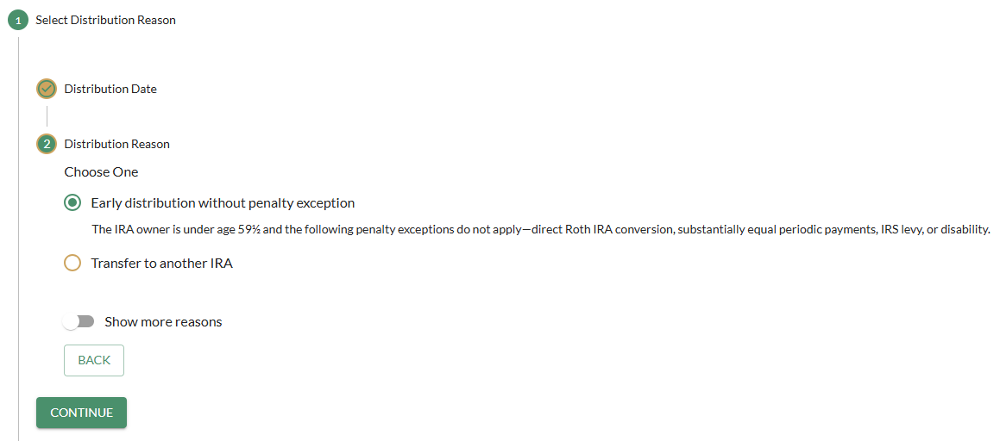 1 Select Distribution Reason
Distribution Date
2 Distribution Reason
Choose One
Early distribution without penalty exception
The IRA owner is under age 59½ and the following penalty exceptions do not apply—direct Roth IRA conversion, substantially equal periodic payments, IRS levy, or disability.
Transfer to another IRA
Show more reasons
BACK
CONTINUE